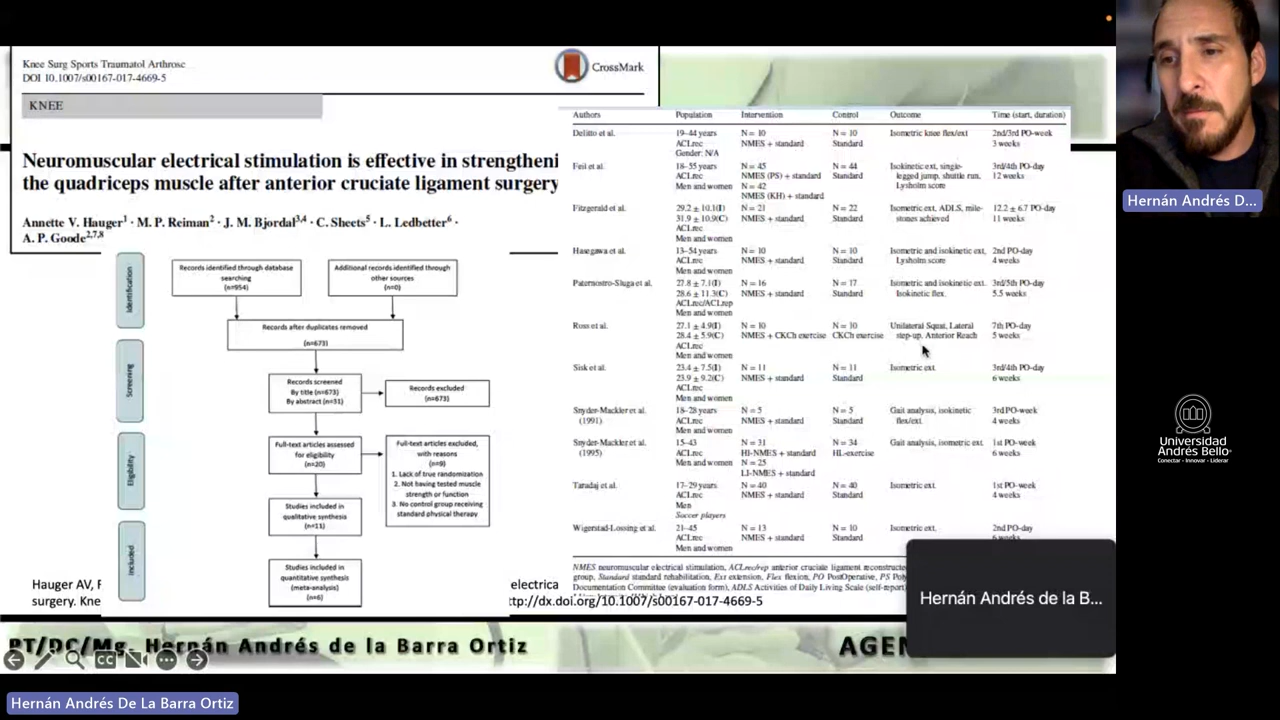 Knee Surg Sports Traumatol Arthrosc
DOI 10.1007/s00167-017-4669-5
CrossMark
KNEE
Neuromuscular electrical stimulation is effective in strengtheni
the quadriceps muscle after anterior cruciate ligament surgery
Annette V. Hauger1 · M. P. Reiman2 · J. M. Bjordal3,4 · C. Sheets5 · L. Ledbetter6 ·
A. P. Goode2,7,8
Identification
Records identified through database
searching
(n=954)
Additional records identified through
other sources
(n=0)
Records after duplicates removed
(n=673)
Screening
Records screened
By title (n=673)
By abstract (n=31)
Records excluded
(n=673)
Eligibility
Full-text articles assessed
for eligibility
(n=20)
Full-text articles excluded,
with reasons
(n=9)
1. Lack of true randomization
2. Not having tested muscle
strength or function
3. No control group receiving
standard physical therapy
Studies included in
qualitative synthesis
(n=11)
Included
Studies included in
quantitative synthesis
(meta-analysis)
(n=6)
Authors Population Intervention Control Outcome Time (start, duration)
Delitto et al. 19–44 years N = 10 N = 10 Isometric knee flex/ext 2nd/3rd PO-week
ACLrec NMES + standard Standard 3 weeks
Gender: N/A
Feil et al. 18–55 years N = 45 N = 44 Isokinetic ext, single- 3rd/4th PO-day
ACLrec NMES (PS) + standard Standard legged jump, shuttle run, 12 weeks
Men and women N = 42 Lysholm score
NMES (KH) + standard
Fitzgerald et al. 29.2 ± 10.1(I) N = 21 N = 22 Isometric ext, ADLS, mile- 12.2 ± 6.7 PO-day
31.9 ± 10.9(C) NMES + standard Standard stones achieved 11 weeks
ACLrec
Men and women
Hasegawa et al. 13–54 years N = 10 N = 10 Isometric and isokinetic ext, 2nd PO-day
ACLrec NMES + standard Standard Lysholm score 4 weeks
Men and women
Paternostro-Sluga et al. 27.8 ± 7.1(I) N = 16 N = 17 Isometric and isokinetic ext. 3rd/5th PO-day
28.6 ± 11.3(C) NMES + standard Standard Isokinetic flex. 5.5 weeks
ACLrec/ACLrep
Men and women
Ross et al. 27.1 ± 4.9(I) N = 10 N = 10 Unilateral Squat, Lateral 7th PO-day
28.4 ± 5.9(C) NMES + CKCh exercise CKCh exercise step-up, Anterior Reach 5 weeks
ACLrec
Men and women
Sisk et al. 23.4 ± 7.5(I) N = 11 N = 11 Isometric ext 3rd/4th PO-day
23.9 ± 9.2(C) NMES + standard Standard 6 weeks
ACLrec
Men and women
Snyder-Mackler et al. 18–28 years N = 5 N = 5 Gait analysis, isokinetic 3rd PO-week
(1991) ACLrec NMES + standard Standard flex/ext 4 weeks
Men and women
Snyder-Mackler et al. 15–43 N = 31 N = 34 Gait analysis, isometric ext. 1st PO-week
(1995) ACLrec HI-NMES + standard HL-exercise 6 weeks
Men and women N = 25
LI-NMES + standard
Taradaj et al. 17–29 years N = 40 N = 40 Isometric ext. 1st PO-week
ACLrec NMES + standard Standard 4 weeks
Men
Soccer players
Wigerstad-Lossing et al. 21–45 N = 13 N = 10 Isometric ext. 2nd PO-day
ACLrec NMES + standard Standard 6 weeks
Men and women
NMES neuromuscular electrical stimulation, ACLrec/rep anterior cruciate ligament reconstructe
group, Standard standard rehabilitation, Ext extension, Flex flexion, PO PostOperative, PS Poly
Documentation Committee (evaluation form), ADLS Activities of Daily Living Scale (self-report)
Hauger AV, electrica
surgery. Kne ttp://dx.doi.org/10.1007/s00167-017-4669-5
PT/DC/Mg. Hernán Andrés de la Barra Ortiz
AGEN
CC
Hernán Andrés D...
Universidad
Andrés Bello
Conectar · Innovar · Liderar
Hernán Andrés de la B...
Hernán Andrés De La Barra Ortiz